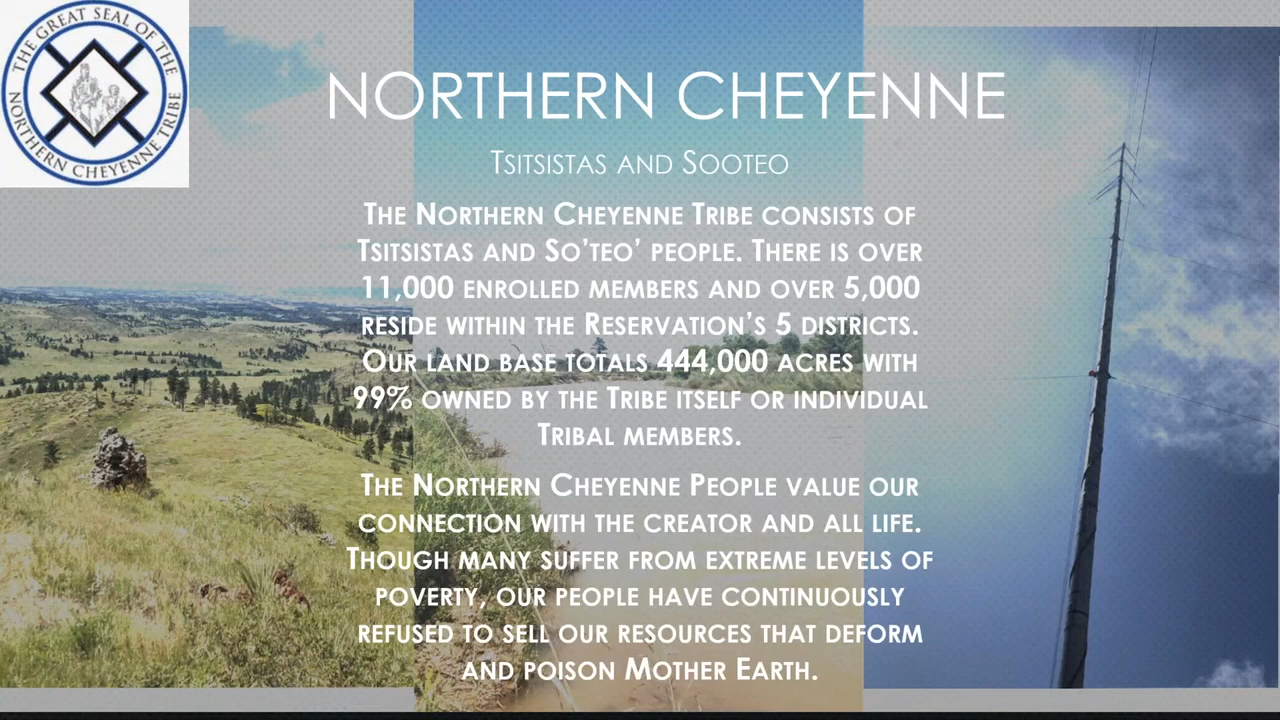 THE GREAT SEAL OF THE
NORTHERN CHEYENNE TRIBE
NORTHERN CHEYENNE
TSITSISTAS AND SOOTEO
THE NORTHERN CHEYENNE TRIBE CONSISTS OF
TSITSISTAS AND SO'TEO' PEOPLE. THERE IS OVER
11,000 ENROLLED MEMBERS AND OVER 5,000
RESIDE WITHIN THE RESERVATION'S 5 DISTRICTS.
OUR LAND BASE TOTALS 444,000 ACRES WITH
99% OWNED BY THE TRIBE ITSELF OR INDIVIDUAL
TRIBAL MEMBERS.
THE NORTHERN CHEYENNE PEOPLE VALUE OUR
CONNECTION WITH THE CREATOR AND ALL LIFE.
THOUGH MANY SUFFER FROM EXTREME LEVELS OF
POVERTY, OUR PEOPLE HAVE CONTINUOUSLY
REFUSED TO SELL OUR RESOURCES THAT DEFORM
AND POISON MOTHER EARTH.